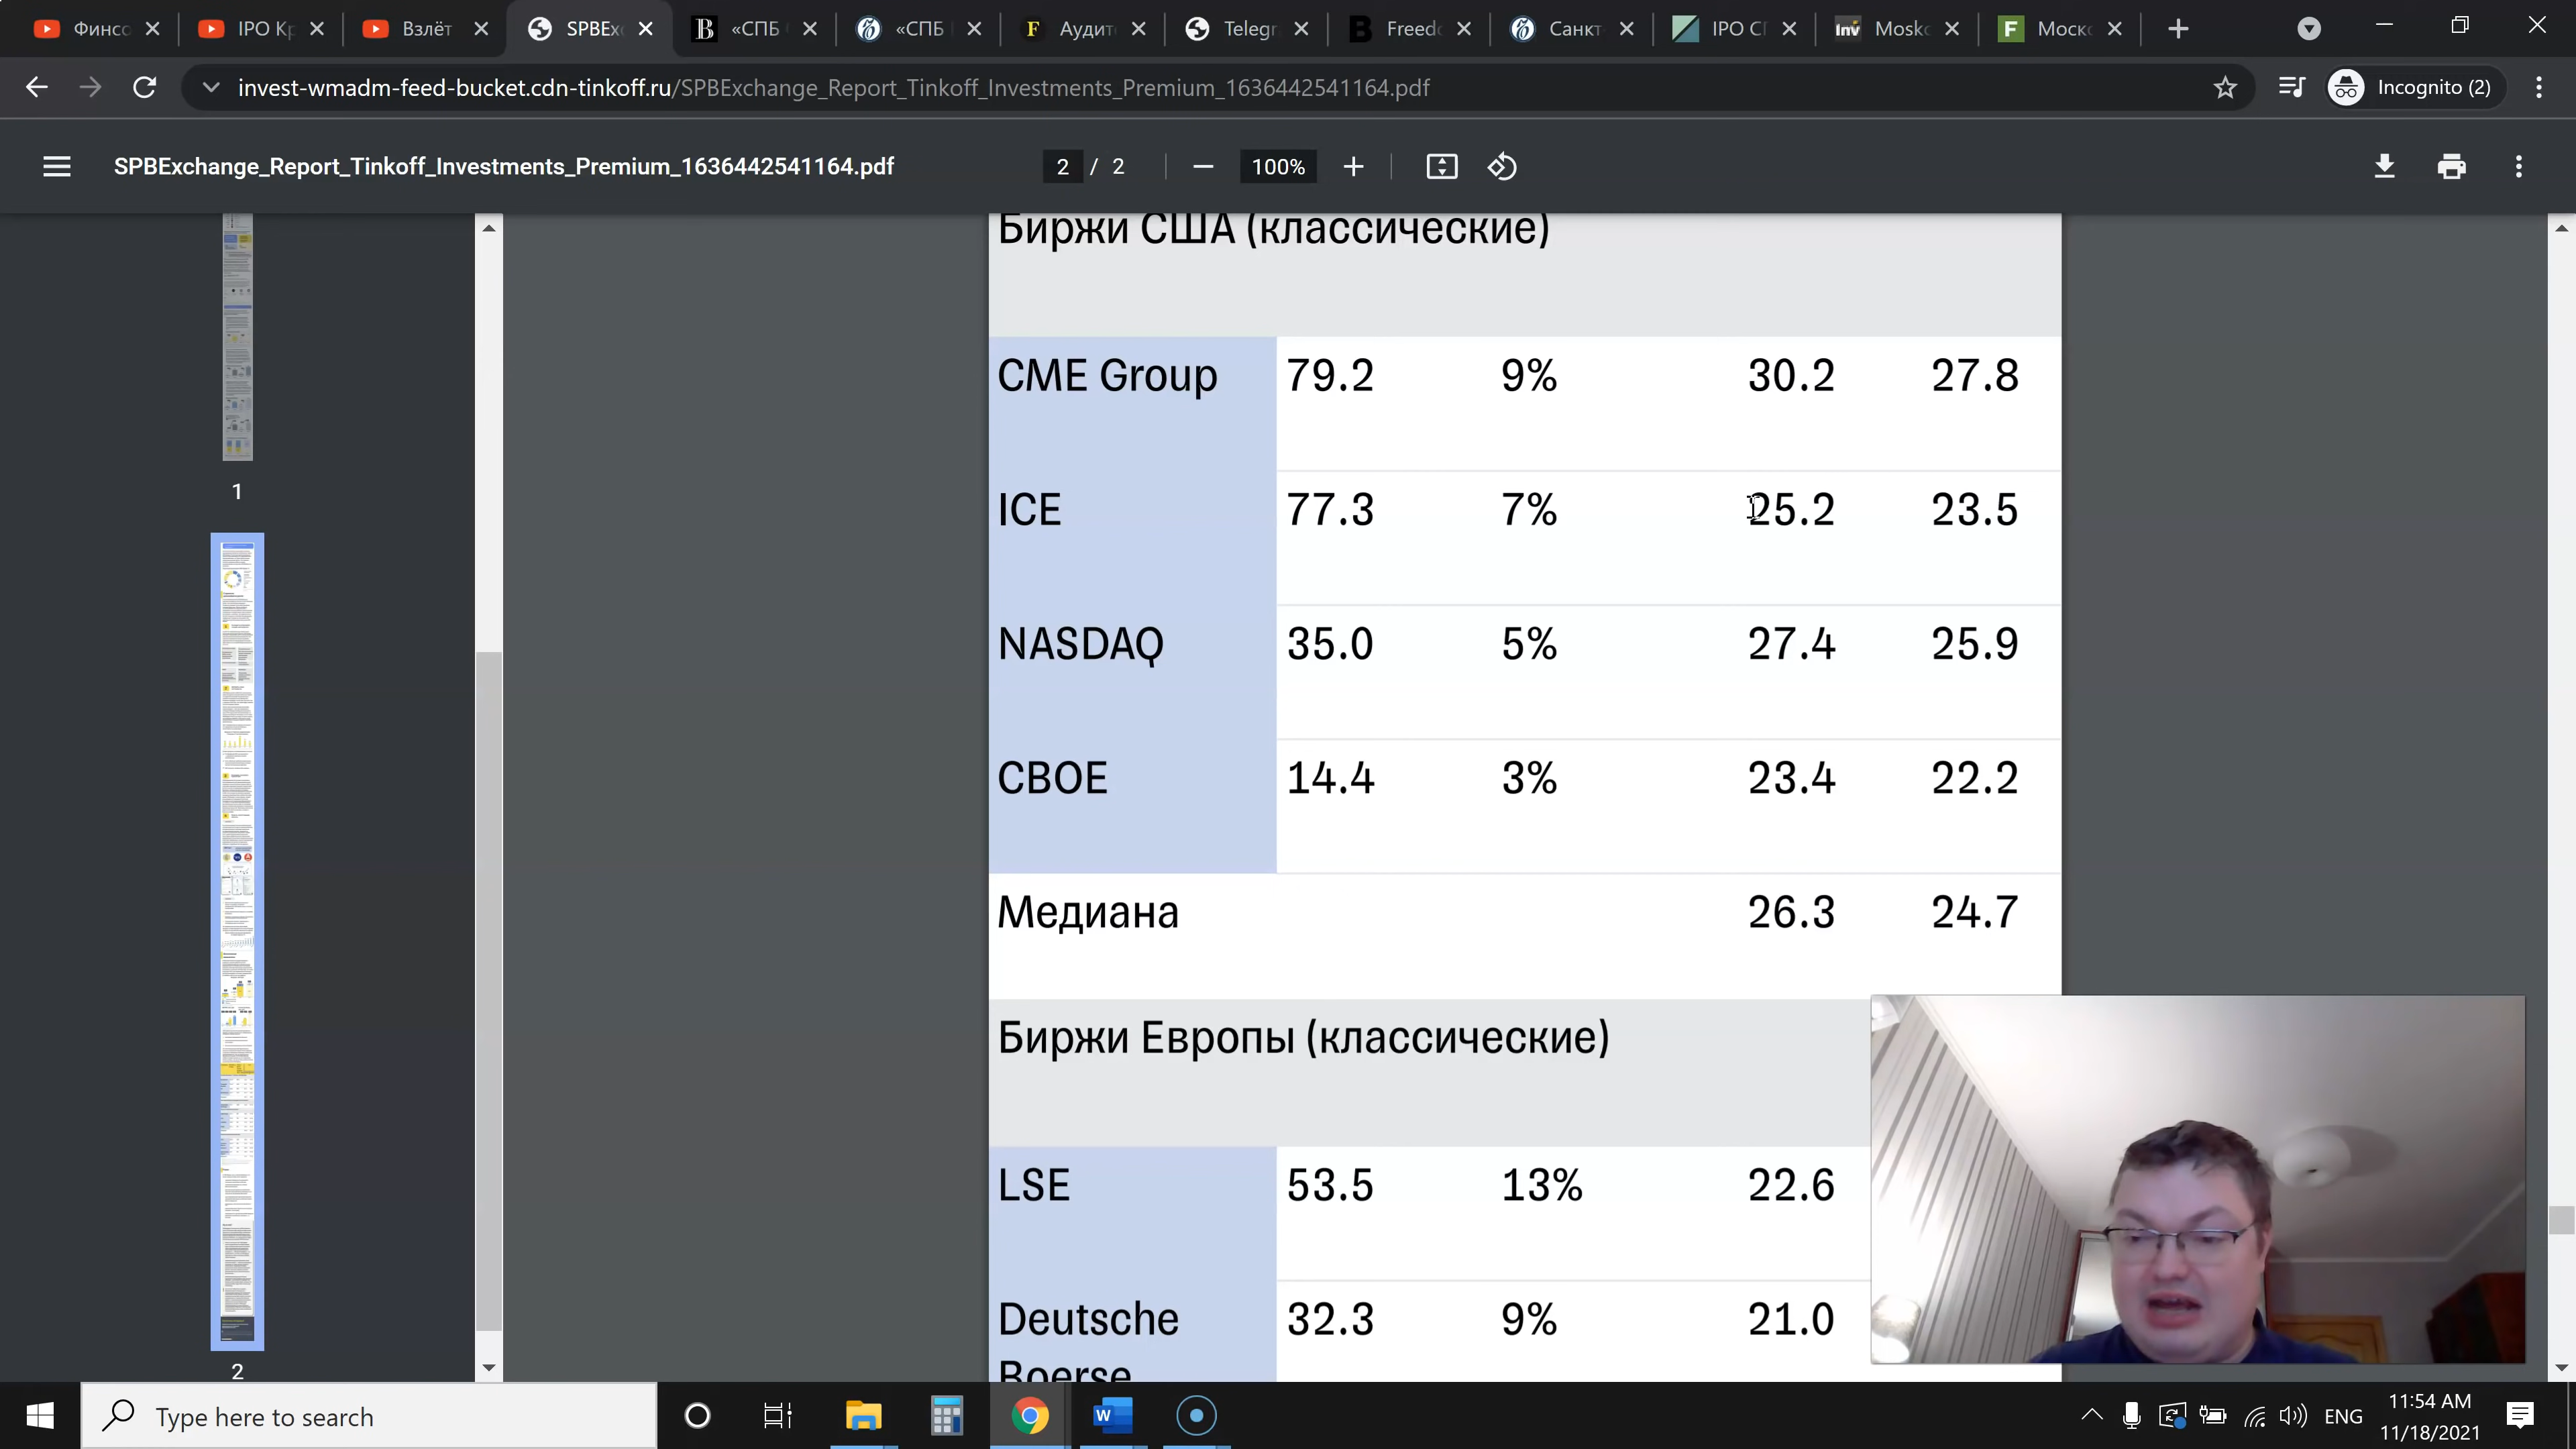 Финсо
IPO Кр
Взлёт
SPBEx
«СПБ
«СПБ
Аудит
Telegr
Freedo
Санкт
IPO СП
Mosko
Моско
invest-wmadm-feed-bucket.cdn-tinkoff.ru/SPBExchange_Report_Tinkoff_Investments_Premium_1636442541164.pdf
Incognito (2)
SPBExchange_Report_Tinkoff_Investments_Premium_1636442541164.pdf
2 / 2
100%
1
2
Биржи США (классические)
CME Group 79.2 9% 30.2 27.8
ICE 77.3 7% 25.2 23.5
NASDAQ 35.0 5% 27.4 25.9
CBOE 14.4 3% 23.4 22.2
Медиана 26.3 24.7
Биржи Европы (классические)
LSE 53.5 13% 22.6
Deutsche 32.3 9% 21.0
Boerse
Type here to search
ENG
11:54 AM
11/18/2021